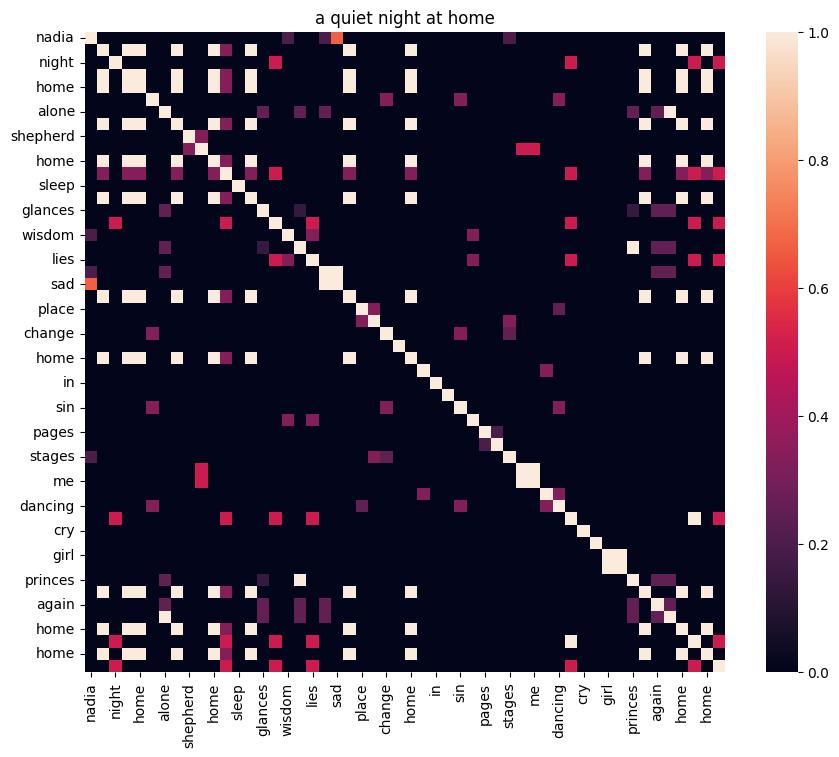 a quiet night at home
nadia
night
home
alone
shepherd
home
sleep
glances
wisdom
lies
sad
place
change
home
in
sin
pages
stages
me
dancing
cry
girl
princes
again
home
home
nadia
night
home
alone
shepherd
home
sleep
glances
wisdom
lies
sad
place
change
home
in
sin
pages
stages
me
dancing
cry
girl
princes
again
home
home
1.0
0.8
0.6
0.4
0.2
0.0